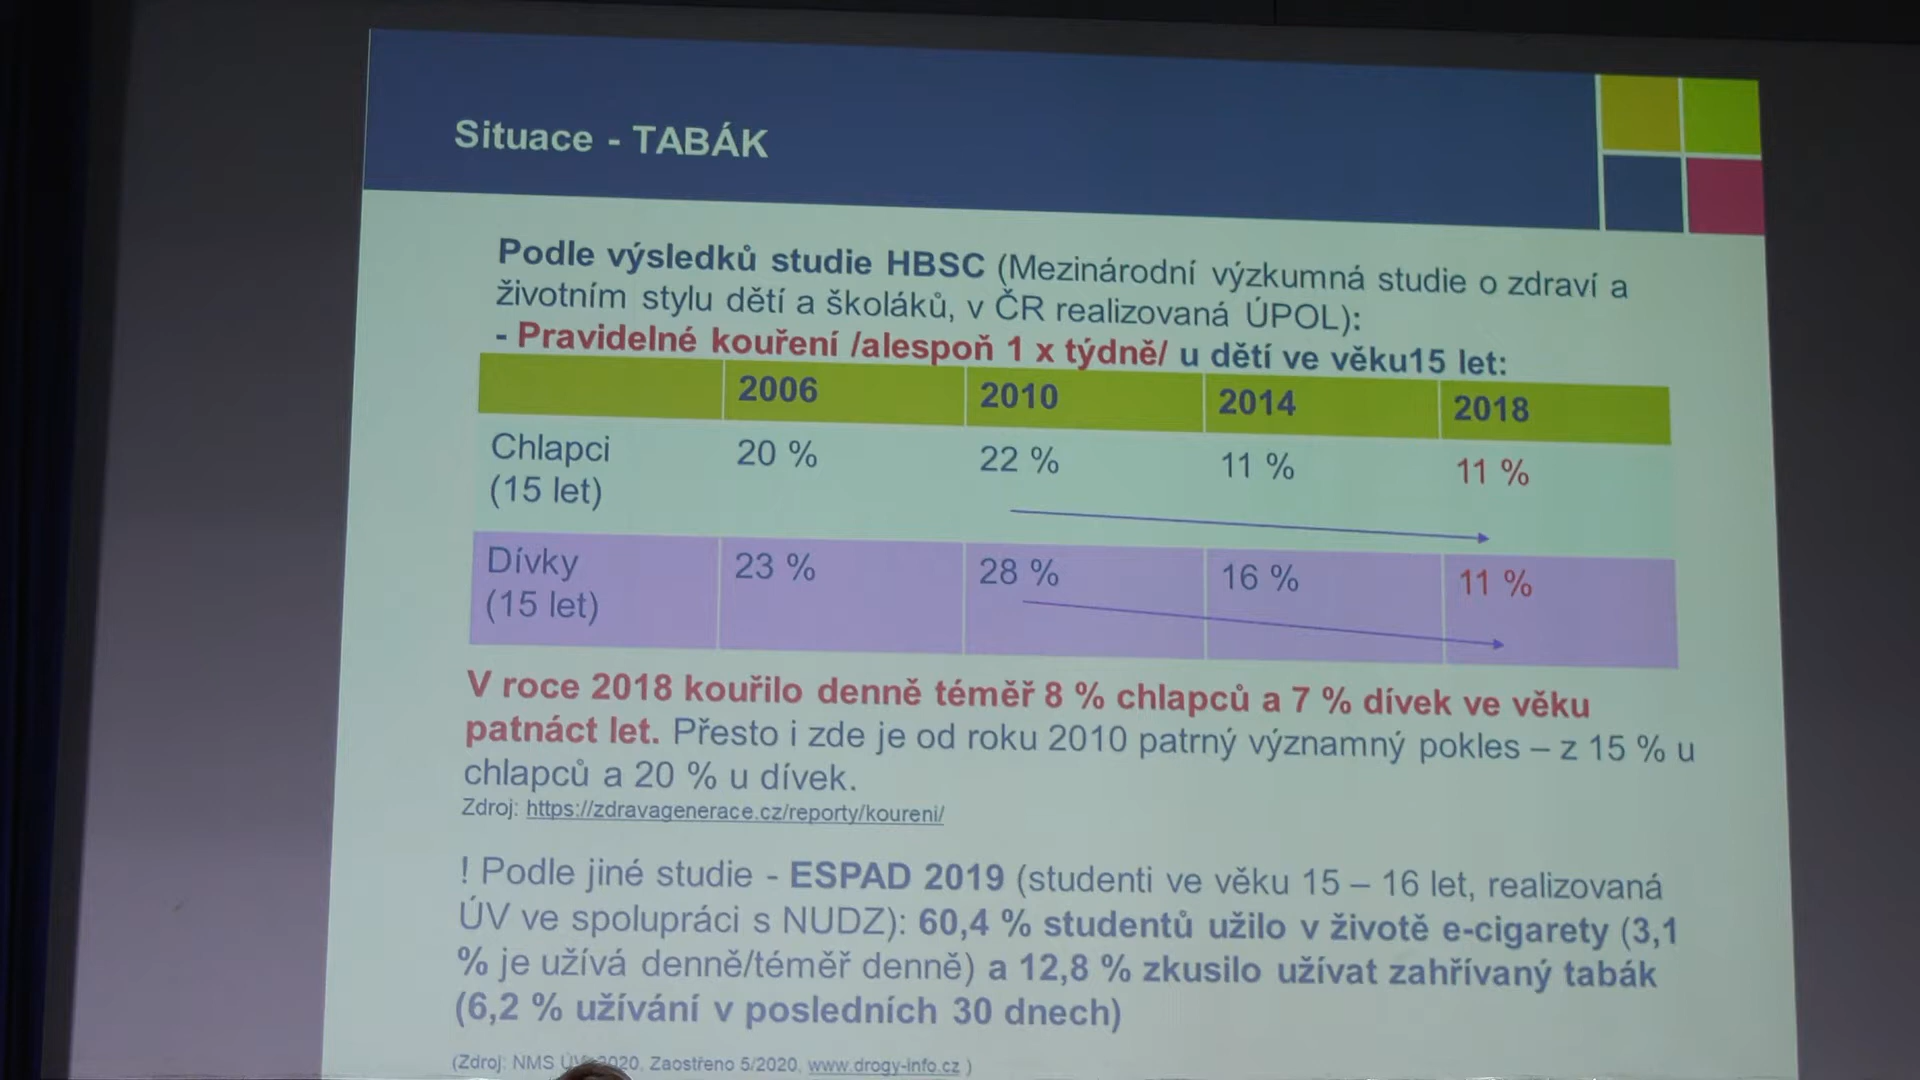 Situace - TABÁK
Podle výsledků studie HBSC (Mezinárodní výzkumná studie o zdraví a
životním stylu dětí a školáků, v ČR realizovaná ÚPOL):
- Pravidelné kouření /alespoň 1 x týdně/ u dětí ve věku15 let:
2006 2010 2014 2018
Chlapci 20 % 22 % 11 % 11 %
(15 let)
Dívky 23 % 28 % 16 % 11 %
(15 let)
V roce 2018 kouřilo denně téměř 8 % chlapců a 7 % dívek ve věku
patnáct let. Přesto i zde je od roku 2010 patrný významný pokles – z 15 % u
chlapců a 20 % u dívek.
Zdroj: https://zdravagenerace.cz/reporty/koureni/
! Podle jiné studie - ESPAD 2019 (studenti ve věku 15 – 16 let, realizovaná
ÚV ve spolupráci s NUDZ): 60,4 % studentů užilo v životě e-cigarety (3,1
% je užívá denně/téměř denně) a 12,8 % zkusilo užívat zahřívaný tabák
(6,2 % užívání v posledních 30 dnech)
(Zdroj: NMS 2020, Zaostřeno 5/2020, www.drogy-info.cz )